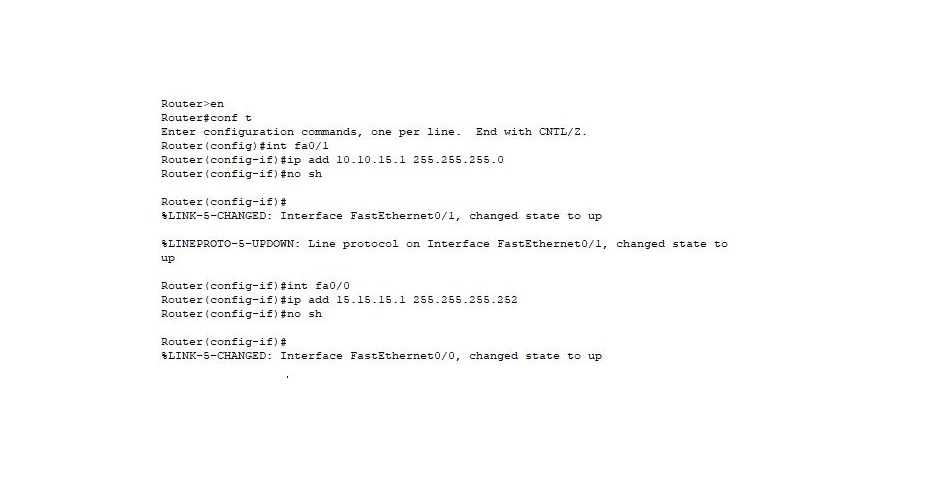 Router>en
Router#conf t
Enter configuration commands, one per line.  End with CNTL/Z.
Router(config)#int fa0/1
Router(config-if)#ip add 10.10.15.1 255.255.255.0
Router(config-if)#no sh
Router(config-if)#
%LINK-5-CHANGED: Interface FastEthernet0/1, changed state to up
%LINEPROTO-5-UPDOWN: Line protocol on Interface FastEthernet0/1, changed state to
up
Router(config-if)#int fa0/0
Router(config-if)#ip add 15.15.15.1 255.255.255.252
Router(config-if)#no sh
Router(config-if)#
%LINK-5-CHANGED: Interface FastEthernet0/0, changed state to up